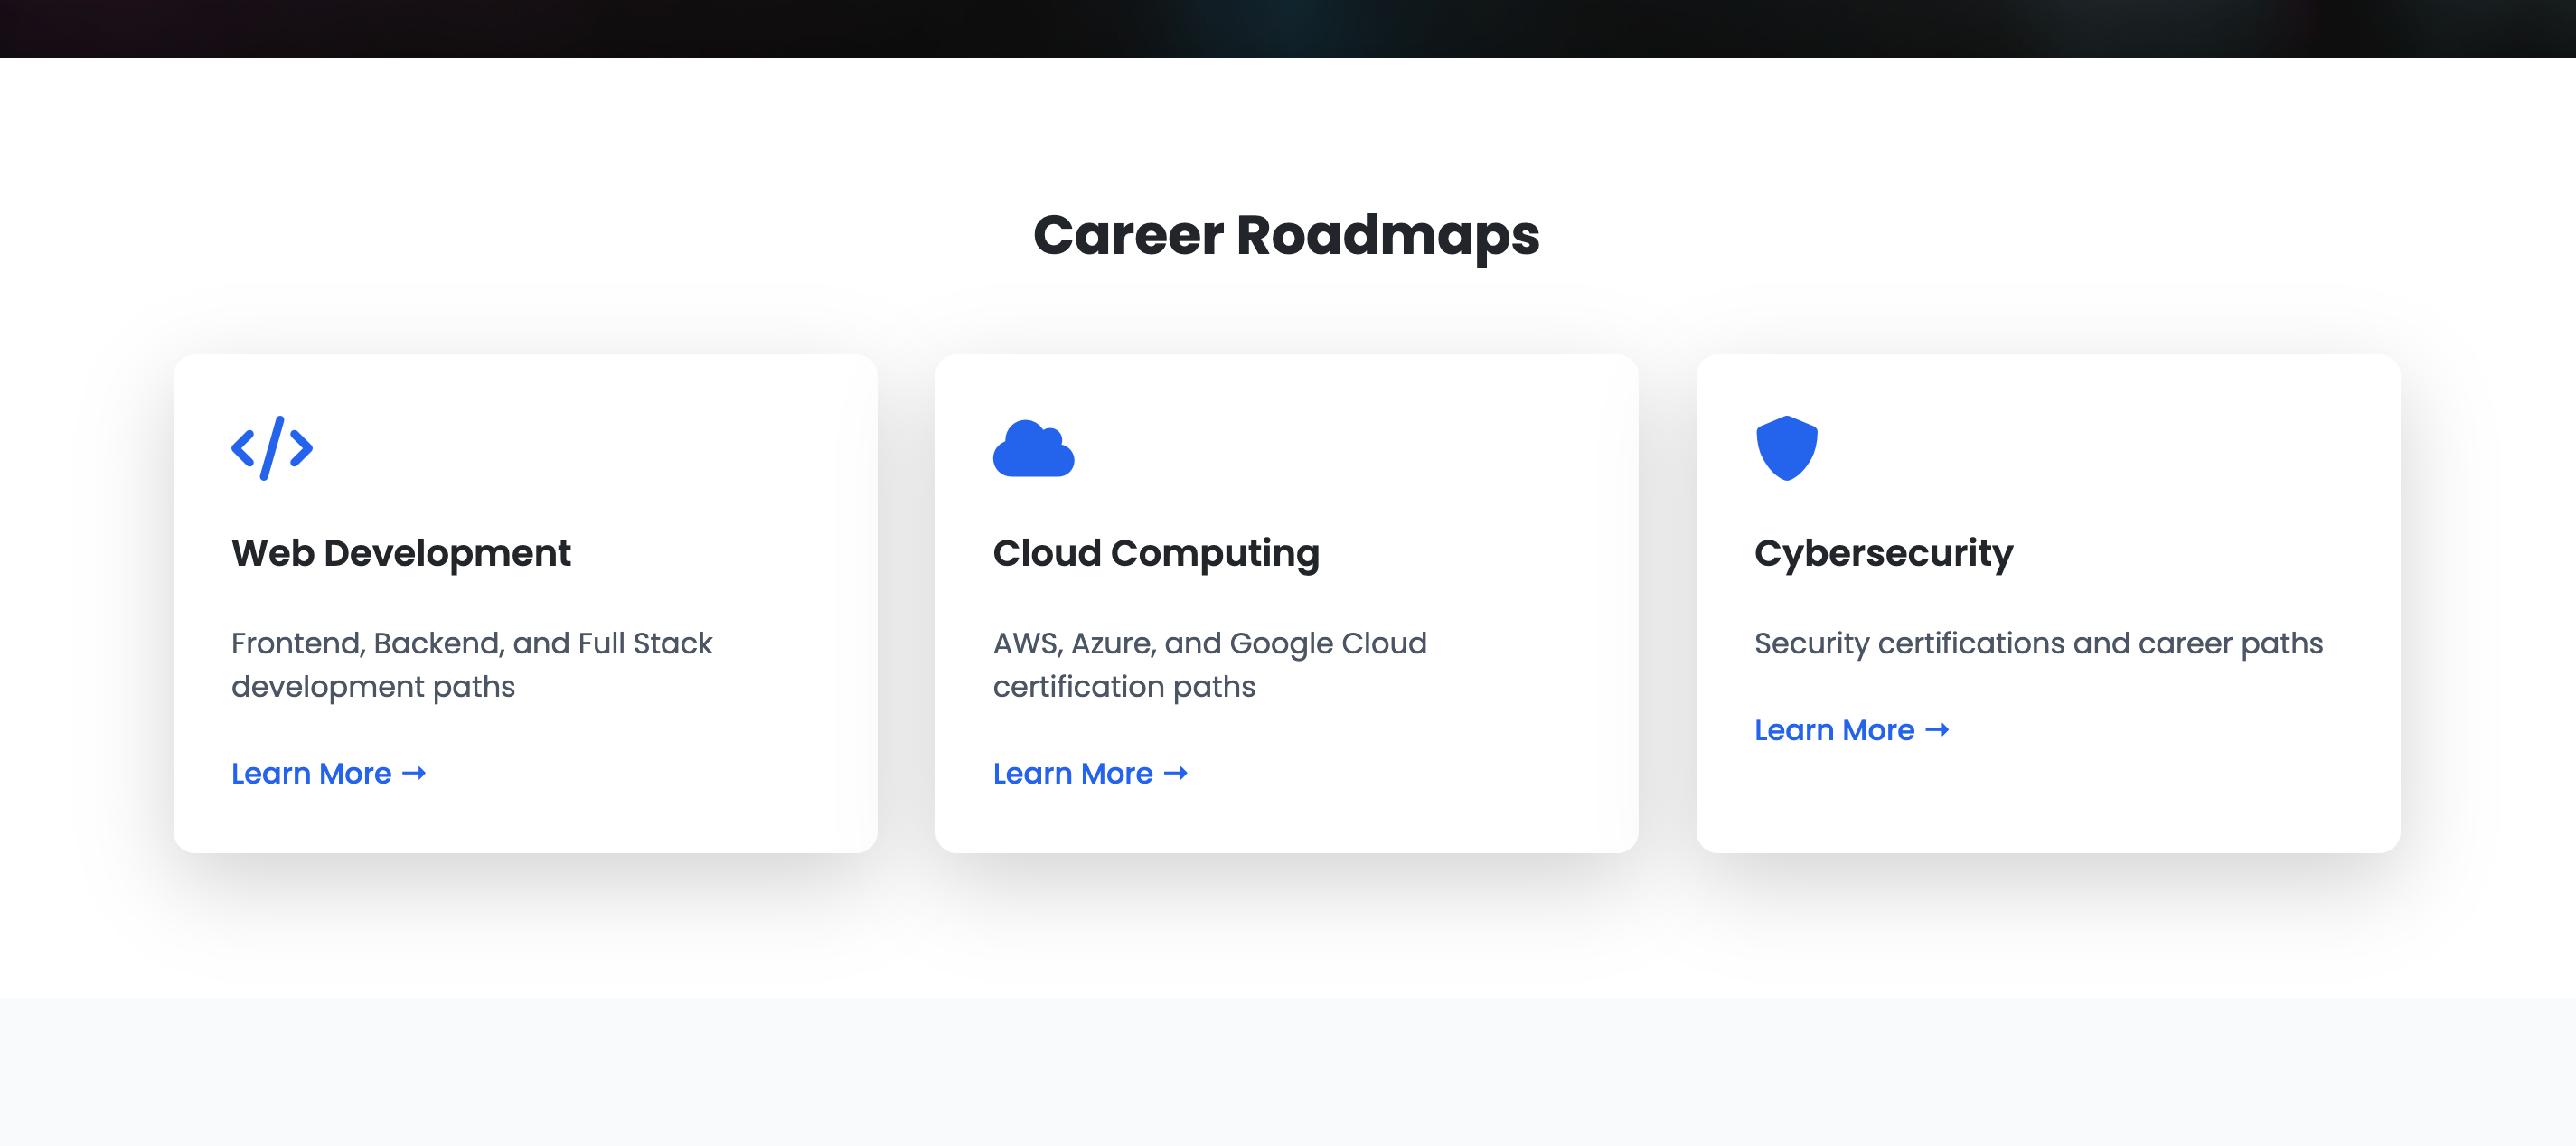 Career Roadmaps
Web Development
Frontend, Backend, and Full Stack
development paths
Learn More →
Cloud Computing
AWS, Azure, and Google Cloud
certification paths
Learn More →
Cybersecurity
Security certifications and career paths
Learn More →